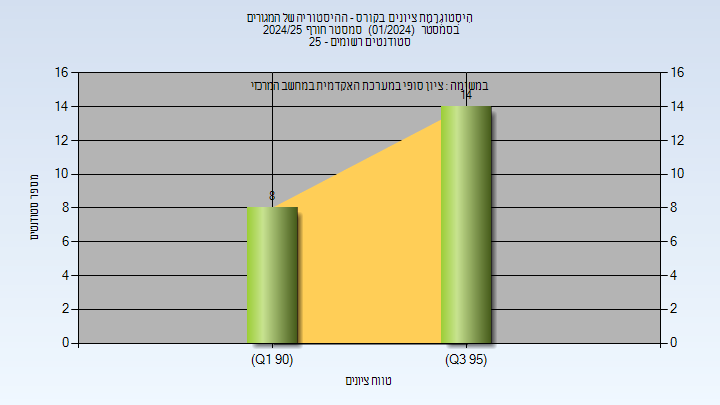 היסטוגרמת ציונים בקורס - ההיסטוריה של המגורים
בסמסטר (01/2024) סמסטר חורף 2024/25
סטודנטים רשומים - 25
במשימה : ציון סופי במערכת האקדמית במחשב המרכזי
16 16
14 14
14
12 12
10 10
8 8
8
6 6
4 4
2 2
0 0
מספר סטודנטים
(Q1 90) (Q3 95)
טווח ציונים